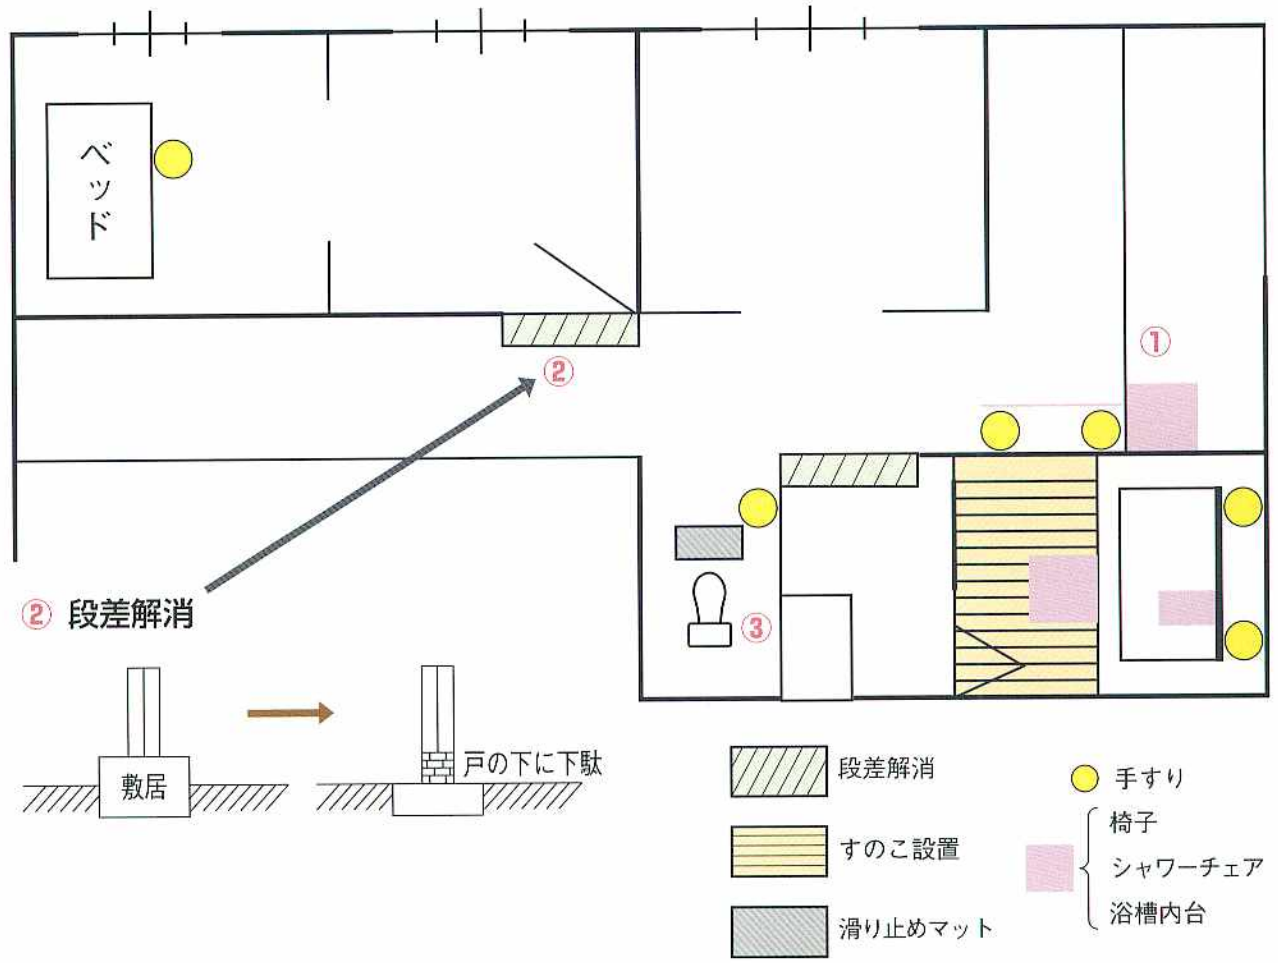 ベッド
①
②
③
② 段差解消
敷居
戸の下に下駄
段差解消
すのこ設置
滑り止めマット
手すり
椅子
シャワーチェア
浴槽内台